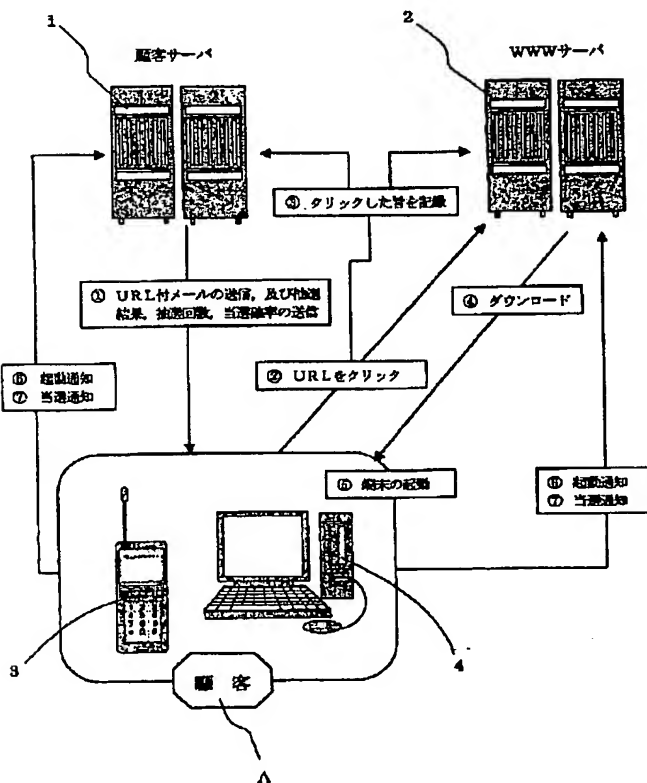 1
2
顧客サーバ
WWWサーバ
③ クリックした旨を記録
① URL付メールの送信，及び抽選
結果，抽選回数，当選確率の送信
④ ダウンロード
② URLをクリック
⑥ 起動通知
⑦ 当選通知
⑤ 端末の起動
⑥ 起動通知
⑦ 当選通知
3
4
顧 客
A